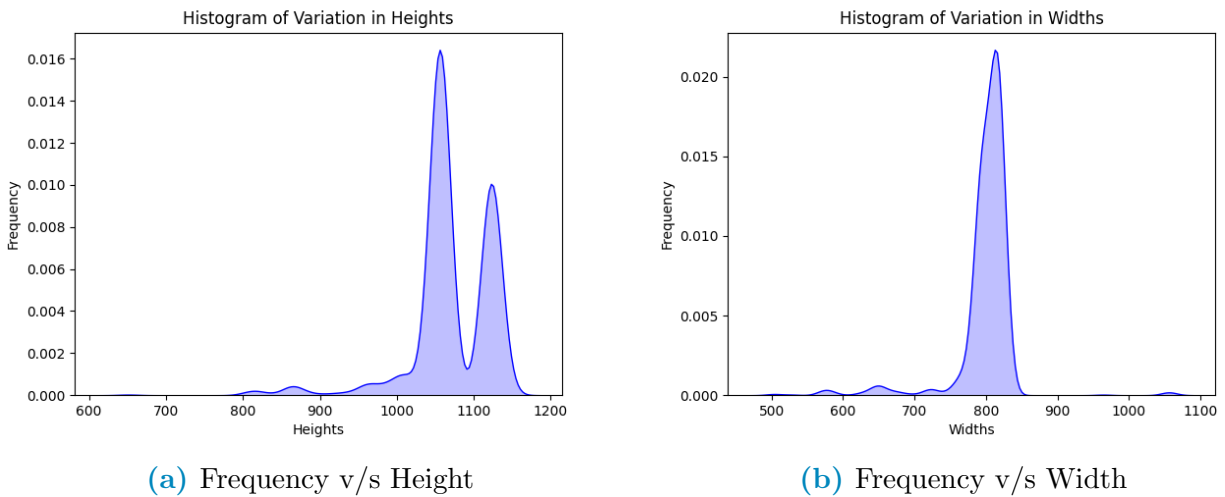 Histogram of Variation in Heights
0.016
0.014
0.012
0.010
0.008
0.006
0.004
0.002
0.000
Frequency
600 700 800 900 1000 1100 1200
Heights
(a) Frequency v/s Height
Histogram of Variation in Widths
0.020
0.015
0.010
0.005
0.000
Frequency
500 600 700 800 900 1000 1100
Widths
(b) Frequency v/s Width